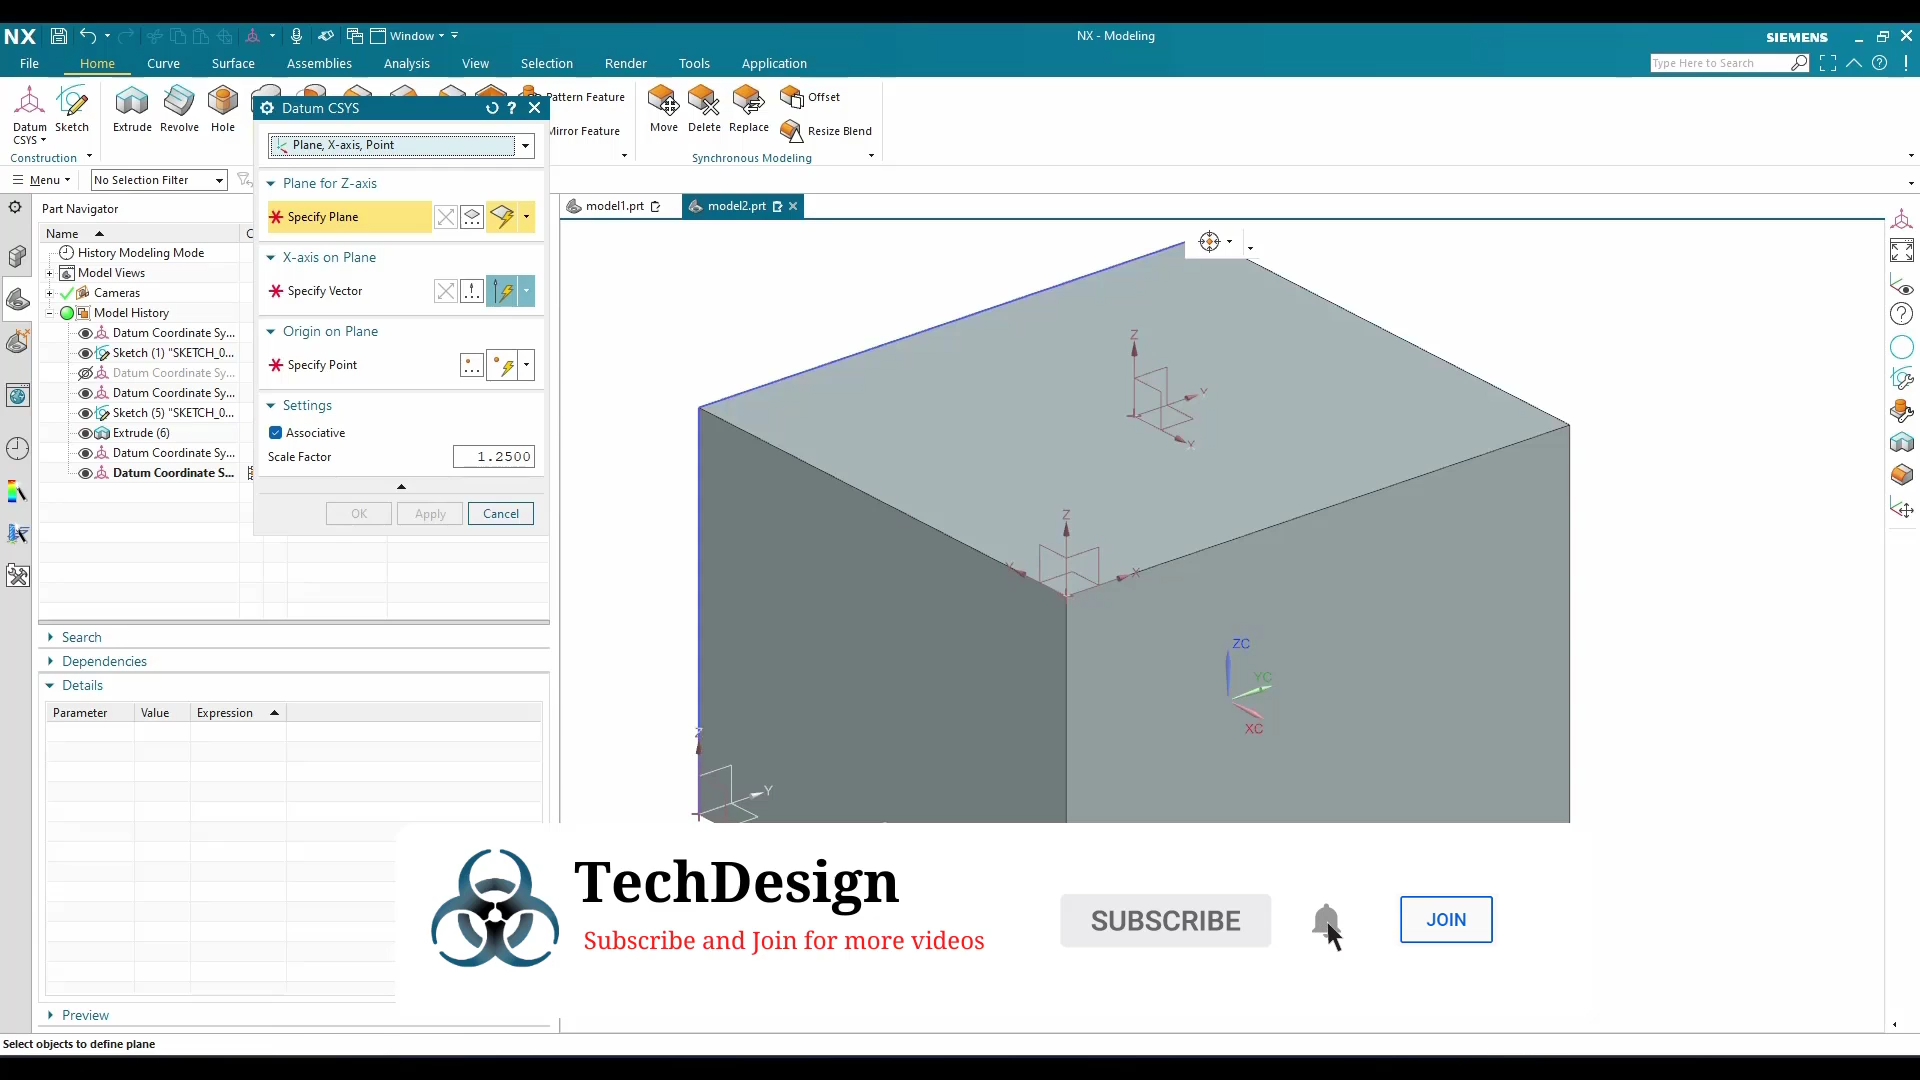 NX
Window
NX - Modeling
SIEMENS
File
Home
Curve
Surface
Assemblies
Analysis
View
Selection
Render
Tools
Application
Type Here to Search
Datum
CSYS
Sketch
Extrude
Revolve
Hole
Pattern Feature
Mirror Feature
Move
Delete
Replace
Offset
Resize Blend
Construction
Synchronous Modeling
Menu
No Selection Filter
Datum CSYS
Plane, X-axis, Point
Plane for Z-axis
Specify Plane
X-axis on Plane
Specify Vector
Origin on Plane
Specify Point
Settings
Associative
Scale Factor
1.2500
OK
Apply
Cancel
Part Navigator
Name
C
History Modeling Mode
Model Views
Cameras
Model History
Datum Coordinate Sy...
Sketch (1) "SKETCH_0...
Datum Coordinate Sy...
Datum Coordinate Sy...
Sketch (5) "SKETCH_0...
Extrude (6)
Datum Coordinate Sy...
Datum Coordinate S...
Search
Dependencies
Details
Parameter
Value
Expression
Preview
model1.prt
model2.prt
Z
Y
X
Z
Y
X
ZC
YC
XC
Z
Y
TechDesign
Subscribe and Join for more videos
SUBSCRIBE
JOIN
Select objects to define plane